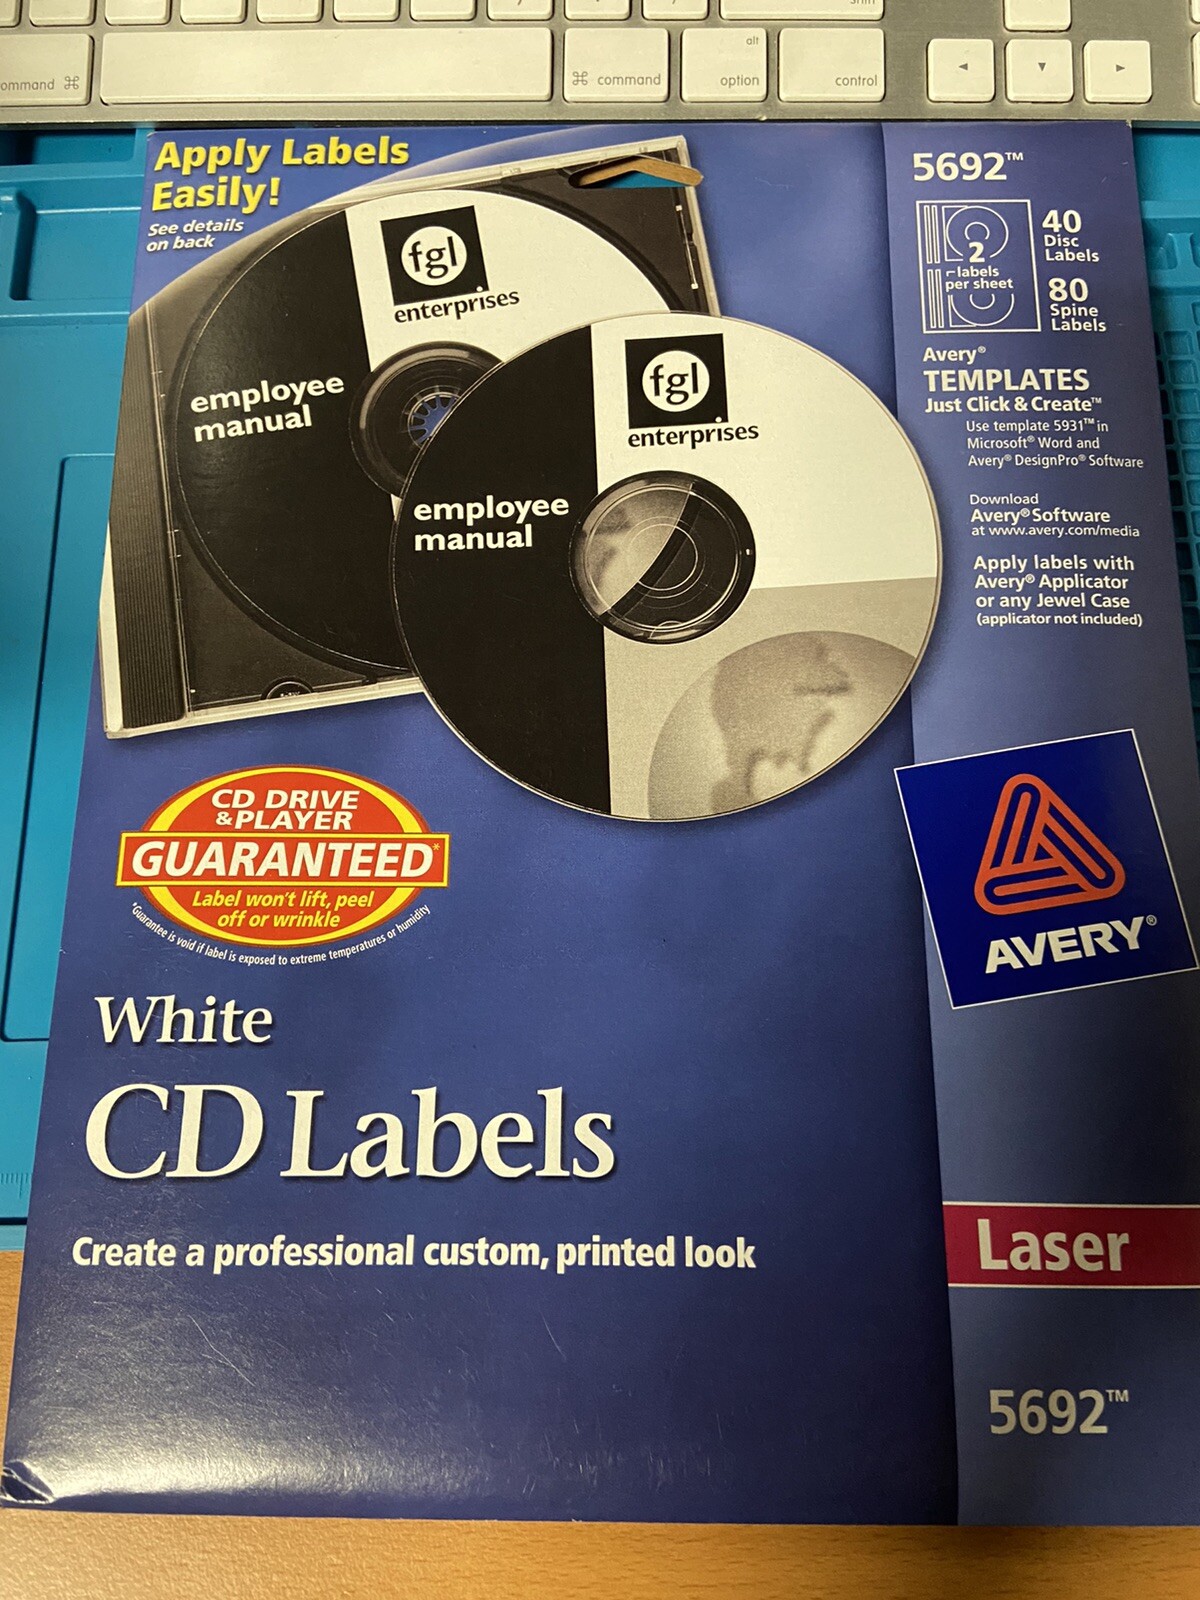 command ⌘
⌘ command
alt
option
control
◄
▼
►
Apply Labels
Easily!
See details
on back
fgl
enterprises
employee
manual
fgl
enterprises
employee
manual
5692™
2
labels
per sheet
40
Disc
Labels
80
Spine
Labels
Avery®
TEMPLATES
Just Click & Create™
Use template 5931™ in
Microsoft® Word and
Avery® DesignPro® Software
Download
Avery® Software
at www.avery.com/media
Apply labels with
Avery® Applicator
or any Jewel Case
(applicator not included)
CD DRIVE
& PLAYER
GUARANTEED*
Label won't lift, peel
off or wrinkle
*Guarantee is void if label is exposed to extreme temperatures or humidity
AVERY®
White
CD Labels
Create a professional custom, printed look
Laser
5692™